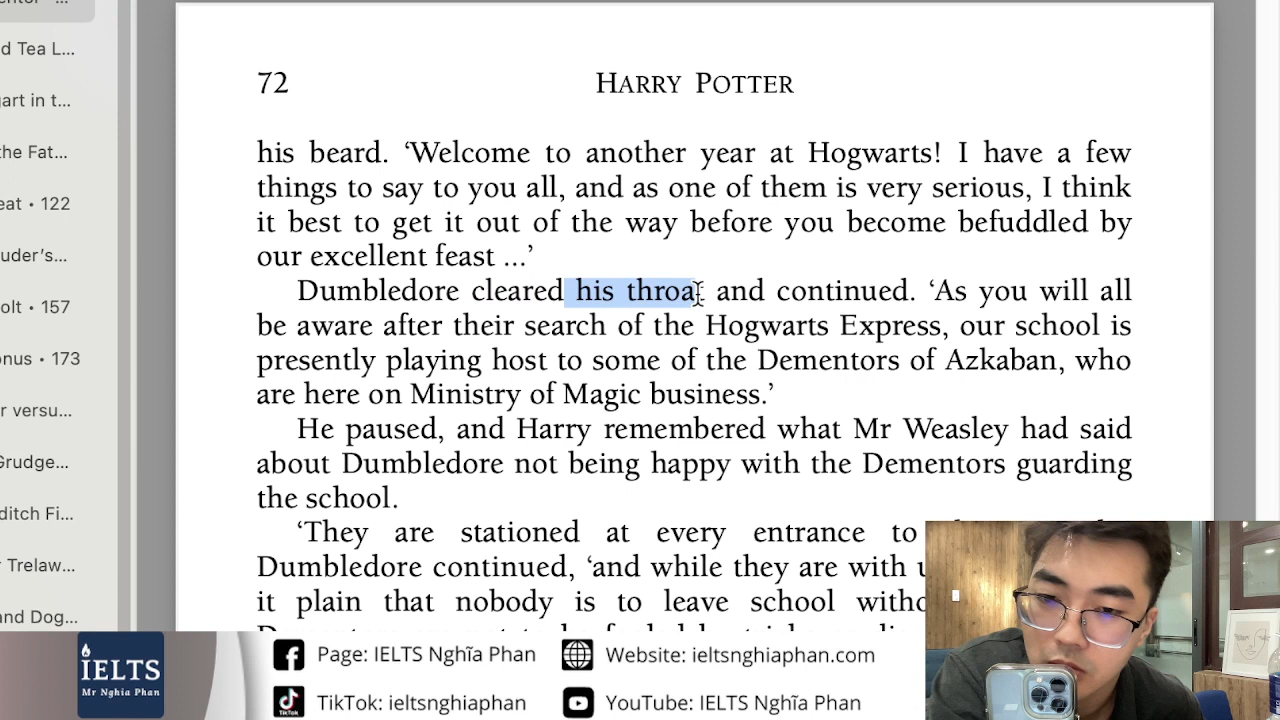 d Tea L...
art in t...
the Fat...
eat • 122
uder's...
olt • 157
onus • 173
r versu...
Grudge...
ditch Fi...
r Trelaw...
and Dog...
72 HARRY POTTER
his beard. ‘Welcome to another year at Hogwarts! I have a few
things to say to you all, and as one of them is very serious, I think
it best to get it out of the way before you become befuddled by
our excellent feast ...’
Dumbledore cleared his throa and continued. ‘As you will all
be aware after their search of the Hogwarts Express, our school is
presently playing host to some of the Dementors of Azkaban, who
are here on Ministry of Magic business.’
He paused, and Harry remembered what Mr Weasley had said
about Dumbledore not being happy with the Dementors guarding
the school.
‘They are stationed at every entrance to
Dumbledore continued, ‘and while they are with
it plain that nobody is to leave school
IELTS
Mr Nghia Phan
Page: IELTS Nghĩa Phan
Website: ieltsnghiaphan.com
TikTok: ieltsnghiaphan
YouTube: IELTS Nghĩa Phan